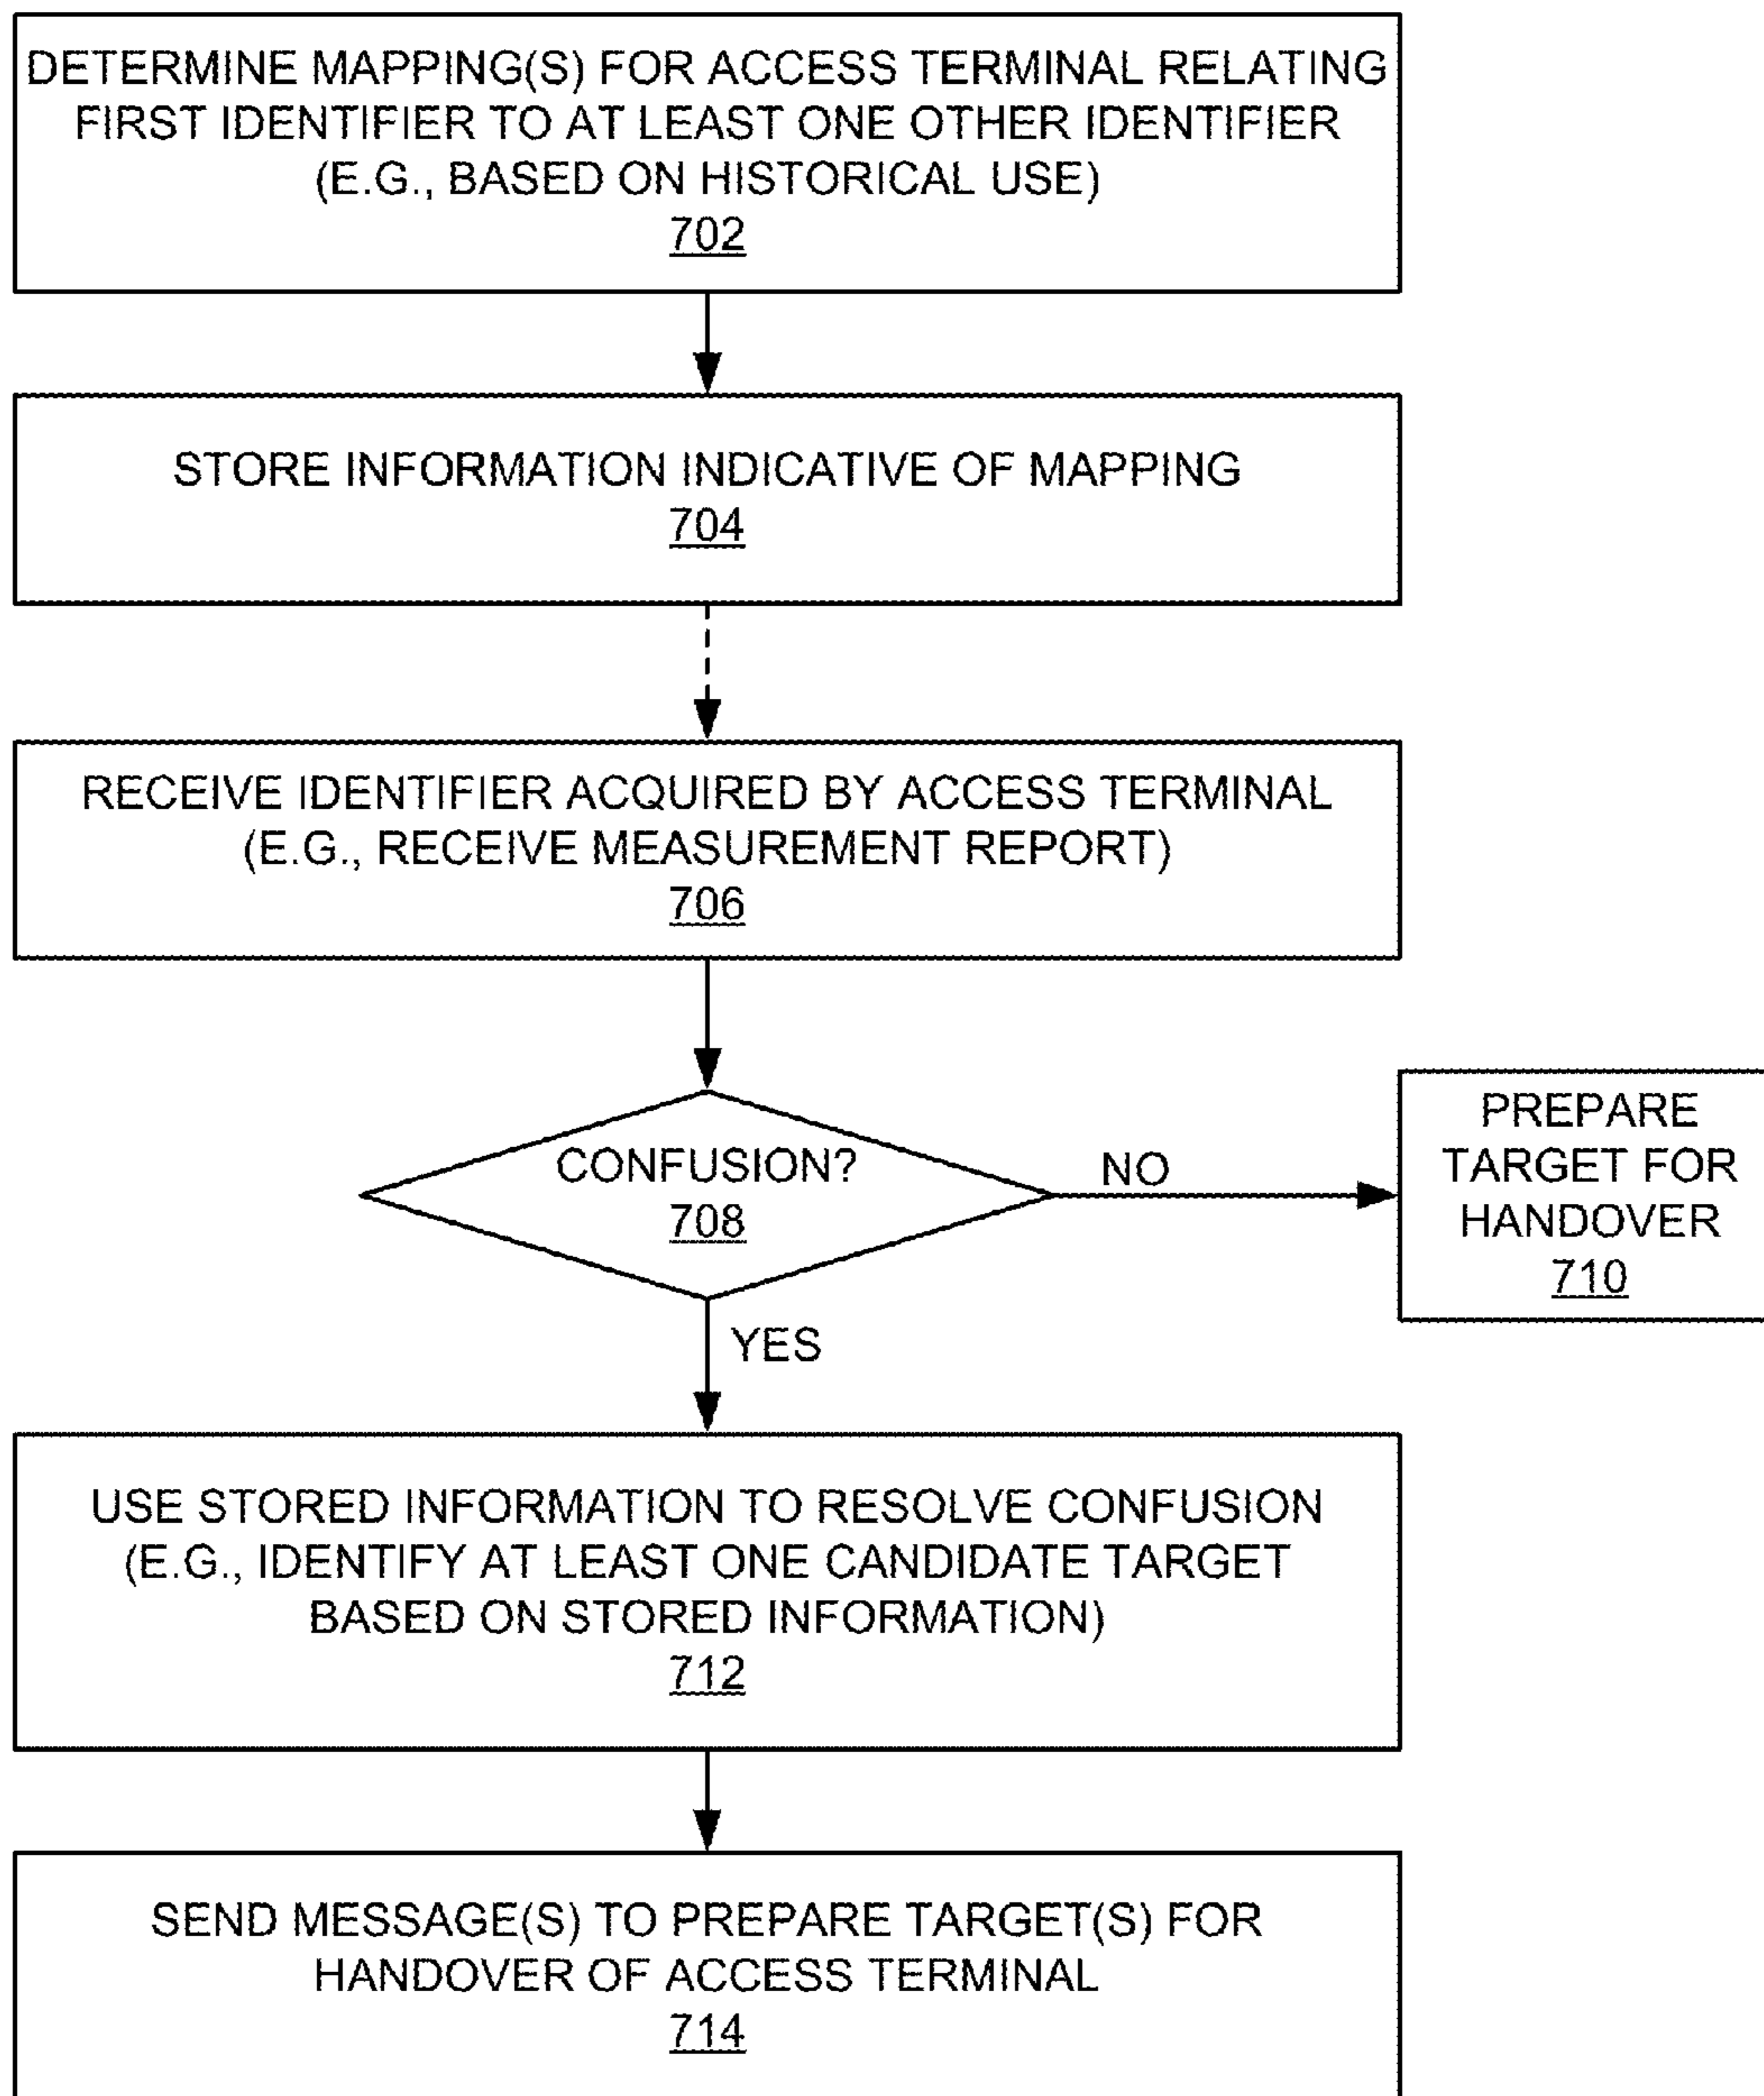 DETERMINE MAPPING(S) FOR ACCESS TERMINAL RELATING
FIRST IDENTIFIER TO AT LEAST ONE OTHER IDENTIFIER
(E.G., BASED ON HISTORICAL USE)
702
STORE INFORMATION INDICATIVE OF MAPPING
704
RECEIVE IDENTIFIER ACQUIRED BY ACCESS TERMINAL
(E.G., RECEIVE MEASUREMENT REPORT)
706
CONFUSION?
708
NO
PREPARE
TARGET FOR
HANDOVER
710
YES
USE STORED INFORMATION TO RESOLVE CONFUSION
(E.G., IDENTIFY AT LEAST ONE CANDIDATE TARGET
BASED ON STORED INFORMATION)
712
SEND MESSAGE(S) TO PREPARE TARGET(S) FOR
HANDOVER OF ACCESS TERMINAL
714